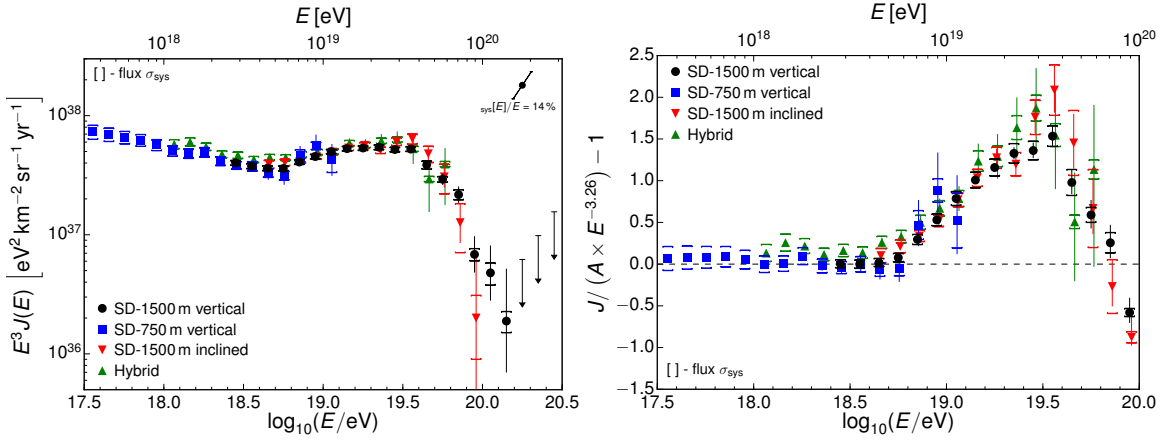 E [eV]
10^18 10^19 10^20
[ ] - flux σ_sys
sys[E]/E = 14 %
E^3 J(E) [eV^2 km^−2 sr^−1 yr^−1]
10^38
10^37
10^36
SD-1500 m vertical
SD-750 m vertical
SD-1500 m inclined
Hybrid
17.5 18.0 18.5 19.0 19.5 20.0 20.5
log_10(E/eV)
E [eV]
10^18 10^19 10^20
SD-1500 m vertical
SD-750 m vertical
SD-1500 m inclined
Hybrid
J/(A × E^−3.26) − 1
2.5
2.0
1.5
1.0
0.5
0.0
−0.5
−1.0
−1.5
[ ] - flux σ_sys
17.5 18.0 18.5 19.0 19.5 20.0
log_10(E/eV)